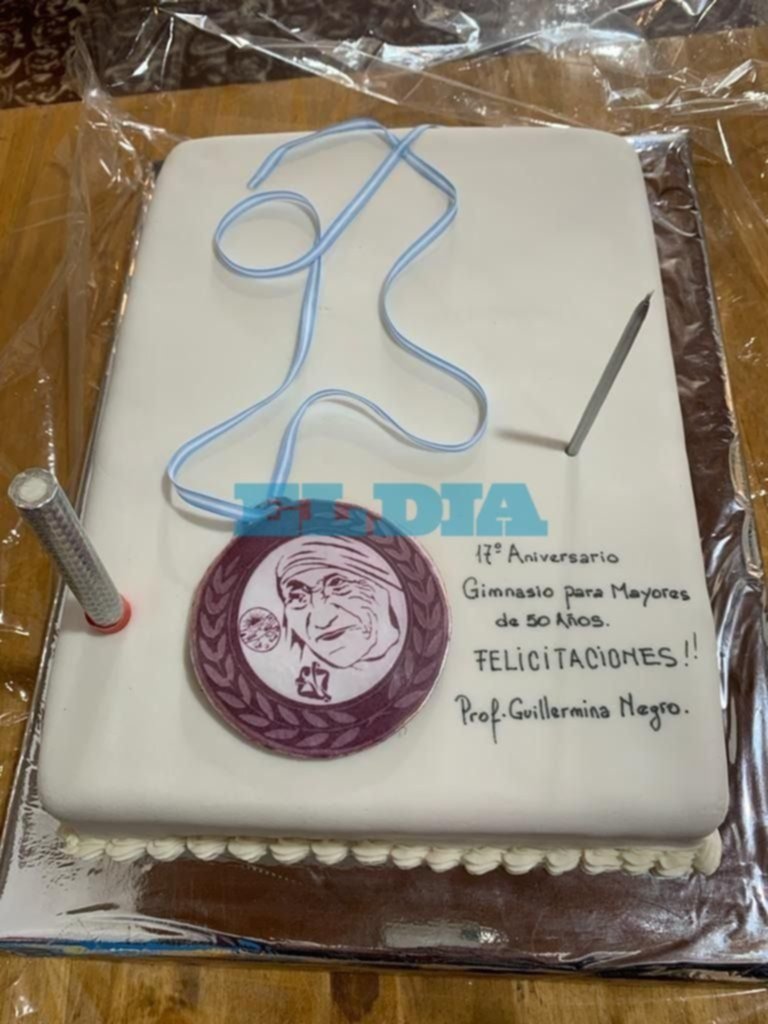 EL DIA
17º Aniversario
Gimnasio para Mayores
de 50 Años.
FELICITACIONES!!
Prof. Guillermina Negro.